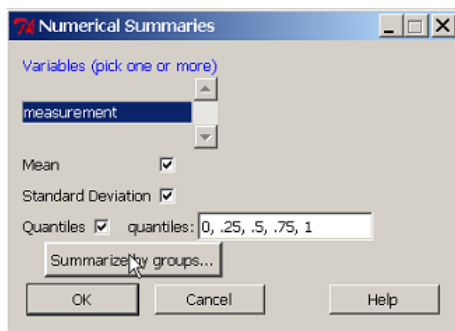 Numerical Summaries
Variables (pick one or more)
measurement
Mean
Standard Deviation
Quantiles quantiles: 0, .25, .5, .75, 1
Summarize by groups...
OK Cancel Help